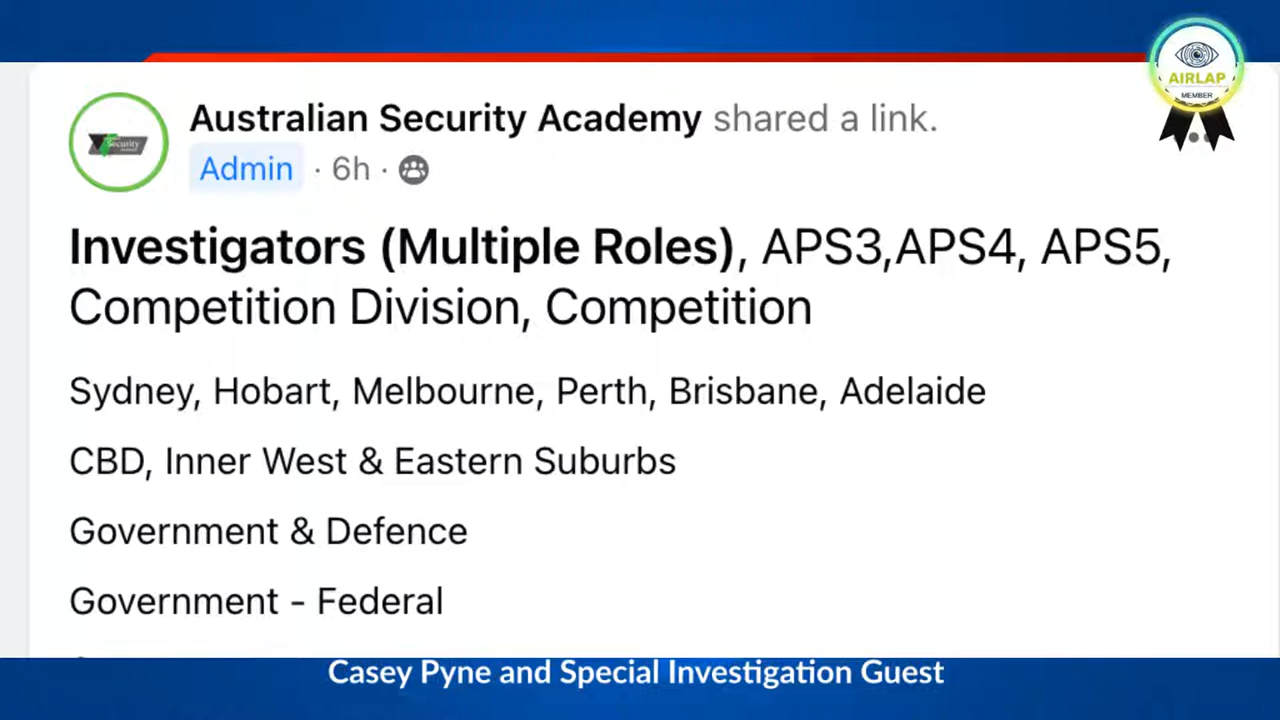 Australian Security Academy shared a link.
Admin · 6h ·
Investigators (Multiple Roles), APS3,APS4, APS5,
Competition Division, Competition
Sydney, Hobart, Melbourne, Perth, Brisbane, Adelaide
CBD, Inner West & Eastern Suburbs
Government & Defence
Government - Federal
Casey Pyne and Special Investigation Guest
AIRLAP
MEMBER
Security